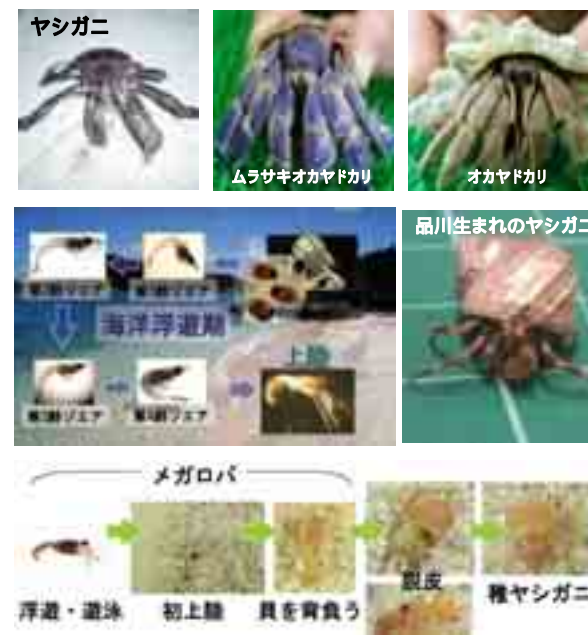 ヤシガニ
ムラサキオカヤドカリ
オカヤドカリ
品川生まれのヤシガニ
海洋浮遊期
上陸
メガロパ
浮遊・遊泳
初上陸
貝を背負う
脱皮
稚ヤシガニ